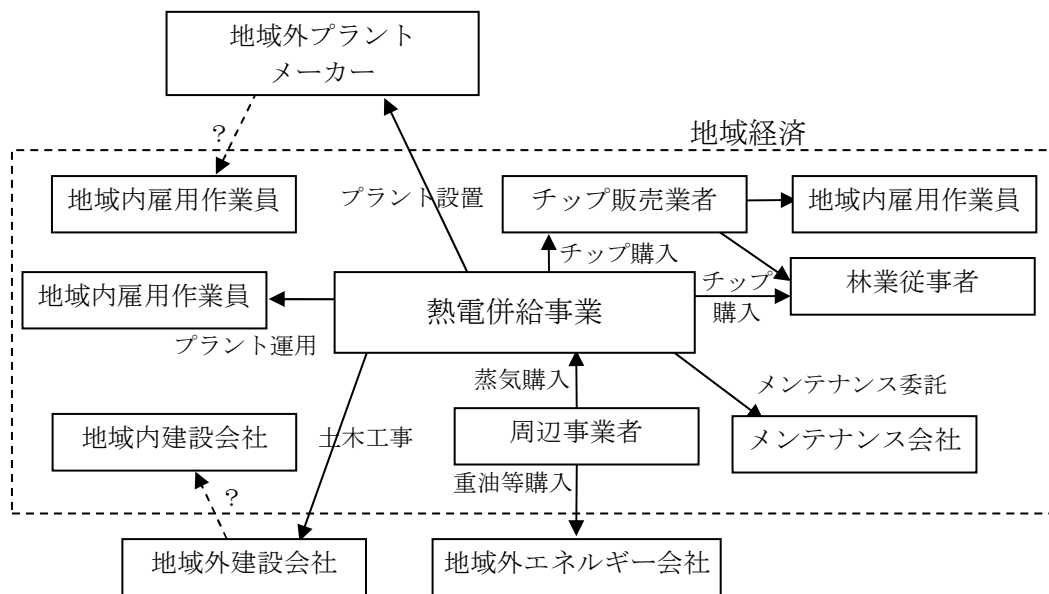 地域外プラント
メーカー
?
地域経済
地域内雇用作業員
プラント設置
チップ販売業者
地域内雇用作業員
チップ購入
地域内雇用作業員
プラント運用
熱電併給事業
チップ
購入
林業従事者
蒸気購入
メンテナンス委託
地域内建設会社
土木工事
周辺事業者
メンテナンス会社
重油等購入
?
地域外建設会社
地域外エネルギー会社